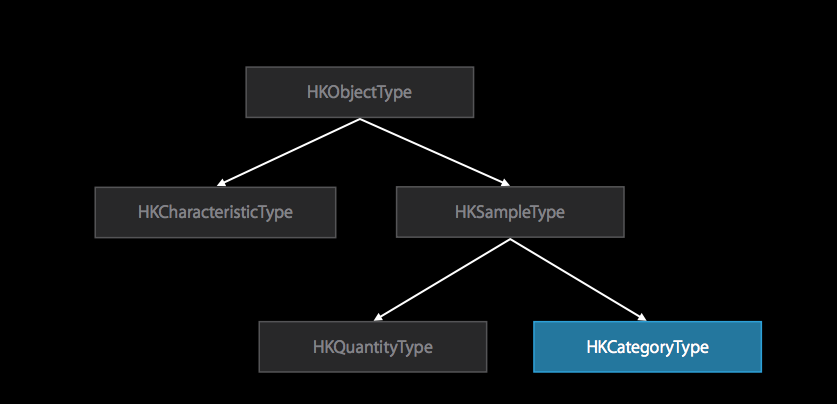 HKObjectType
HKCharacteristicType
HKSampleType
HKQuantityType
HKCategoryType